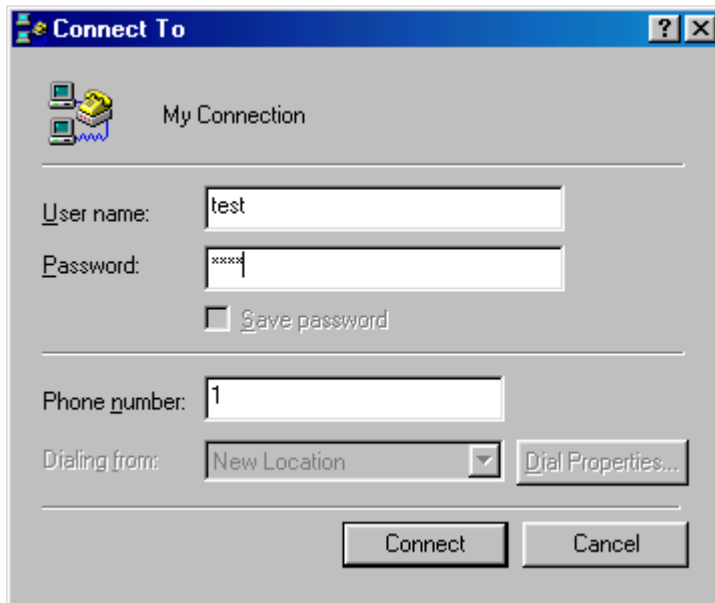 Connect To
My Connection
User name: test
Password: ****
Save password
Phone number: 1
Dialing from: New Location Dial Properties...
Connect Cancel